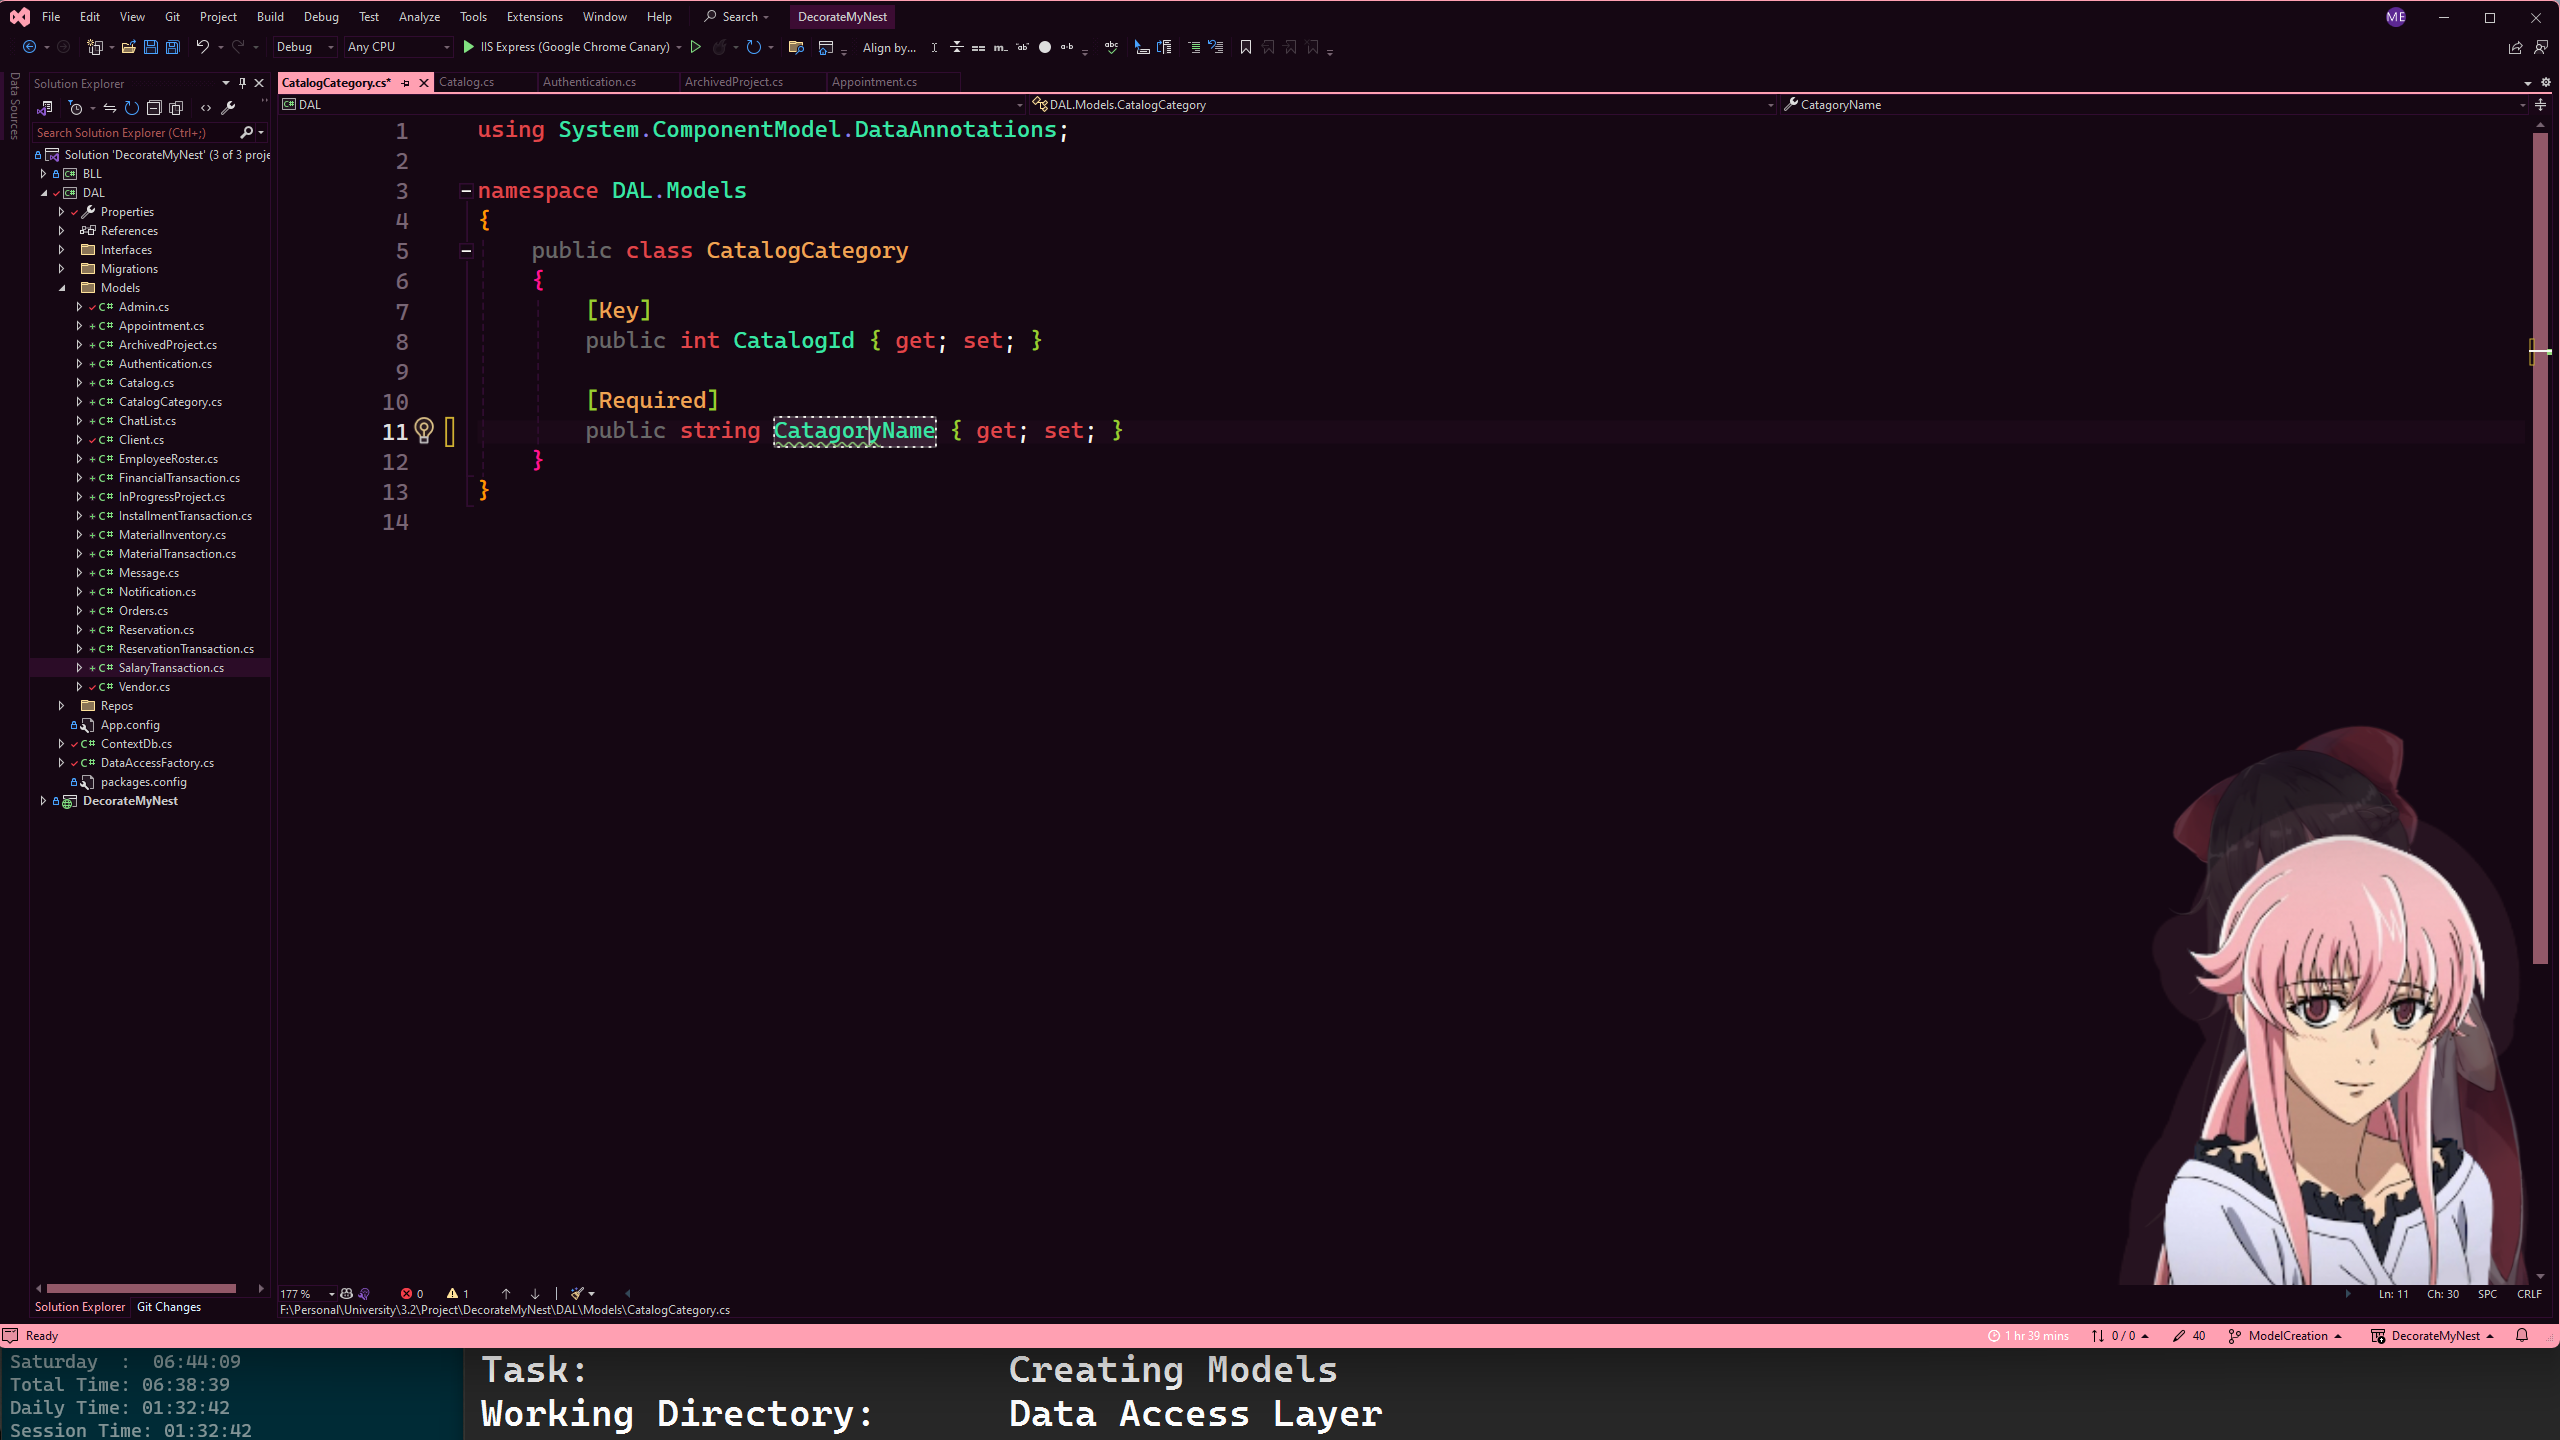 File Edit View Git Project Build Debug Test Analyze Tools Extensions Window Help Search DecorateMyNest ME
Debug Any CPU IIS Express (Google Chrome Canary) Align by...
Data Sources
Solution Explorer
Search Solution Explorer (Ctrl+;)
Solution 'DecorateMyNest' (3 of 3 proje
BLL
DAL
Properties
References
Interfaces
Migrations
Models
C# Admin.cs
C# Appointment.cs
C# ArchivedProject.cs
C# Authentication.cs
C# Catalog.cs
C# CatalogCategory.cs
C# ChatList.cs
C# Client.cs
C# EmployeeRoster.cs
C# FinancialTransaction.cs
C# InProgressProject.cs
C# InstallmentTransaction.cs
C# MaterialInventory.cs
C# MaterialTransaction.cs
C# Message.cs
C# Notification.cs
C# Orders.cs
C# Reservation.cs
C# ReservationTransaction.cs
C# SalaryTransaction.cs
C# Vendor.cs
Repos
App.config
C# ContextDb.cs
C# DataAccessFactory.cs
packages.config
DecorateMyNest
Solution Explorer Git Changes
CatalogCategory.cs* Catalog.cs Authentication.cs ArchivedProject.cs Appointment.cs
DAL DAL.Models.CatalogCategory CatagoryName
1 using System.ComponentModel.DataAnnotations;
2
3 namespace DAL.Models
4 {
5 public class CatalogCategory
6 {
7 [Key]
8 public int CatalogId { get; set; }
9
10 [Required]
11 public string CatagoryName { get; set; }
12 }
13 }
14
177 % 0 1 Ln: 11 Ch: 30 SPC CRLF
F:\Personal\University\3.2\Project\DecorateMyNest\DAL\Models\CatalogCategory.cs
Ready 1 hr 39 mins 0 / 0 40 ModelCreation DecorateMyNest
Saturday : 06:44:09
Total Time: 06:38:39
Daily Time: 01:32:42
Session Time: 01:32:42
Task: Creating Models
Working Directory: Data Access Layer